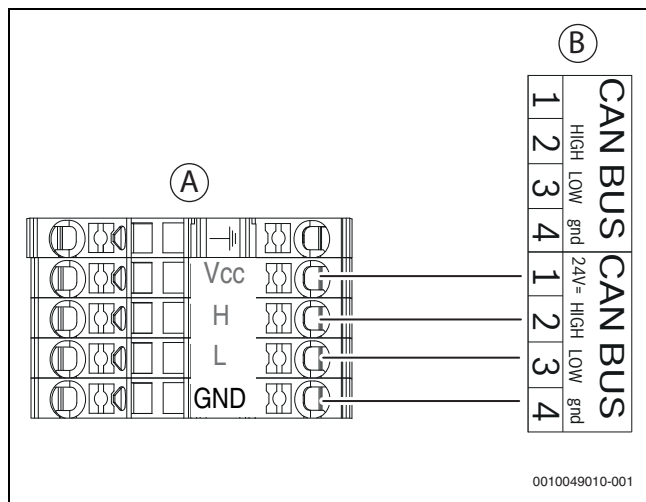 A
B
Vcc
H
L
GND
1
2
3
4
HIGH LOW gnd
CAN BUS
1
2
3
4
24V= HIGH LOW gnd
CAN BUS
0010049010-001